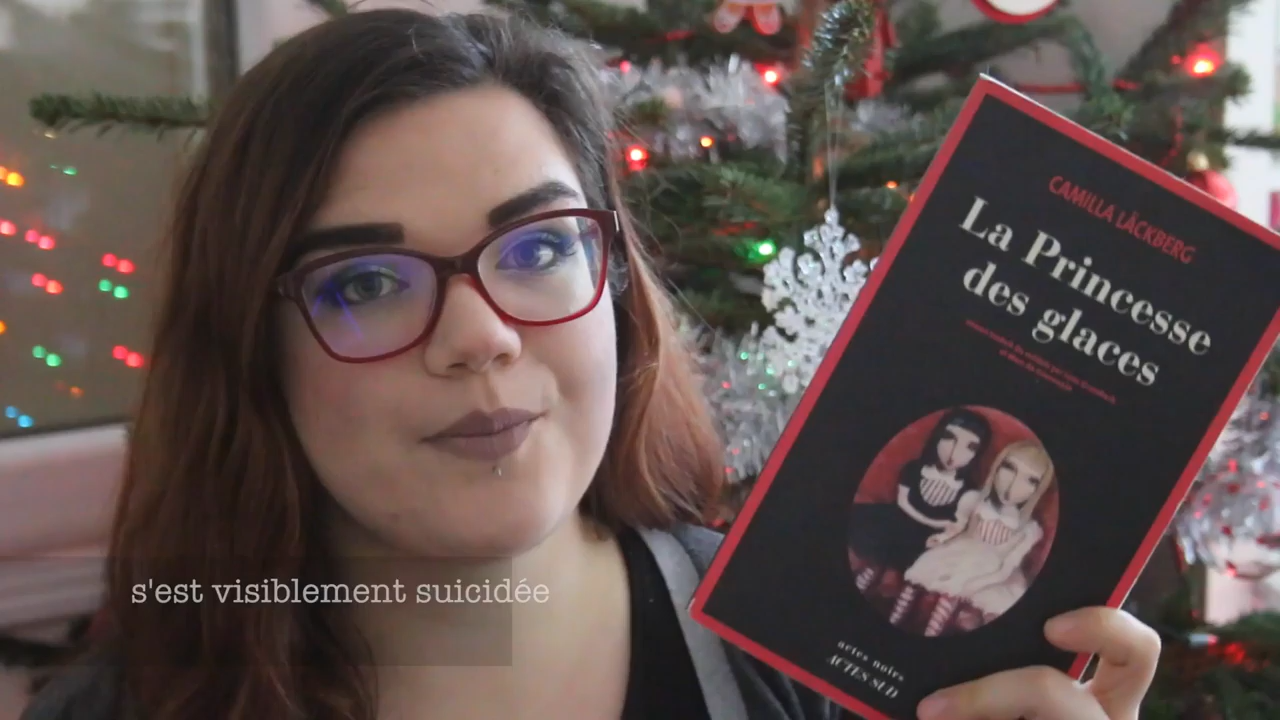 CAMILLA LÄCKBERG
La Princesse
des glaces
actes noirs
ACTES SUD
s'est visiblement suicidée